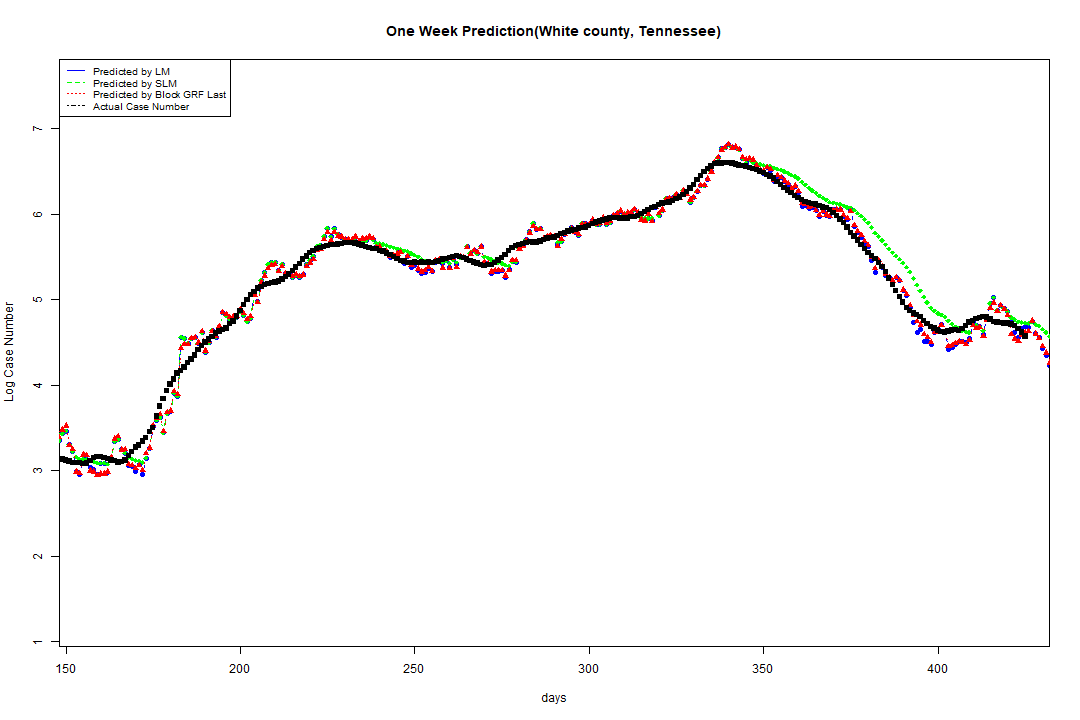 One Week Prediction(White county, Tennessee)
Predicted by LM
Predicted by SLM
Predicted by Block GRF Last
Actual Case Number
7
6
5
4
3
2
1
Log Case Number
150 200 250 300 350 400
days